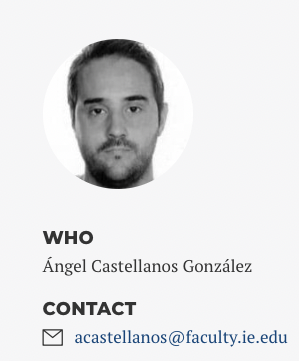 WHO
Ángel Castellanos González
CONTACT
acastellanos@faculty.ie.edu